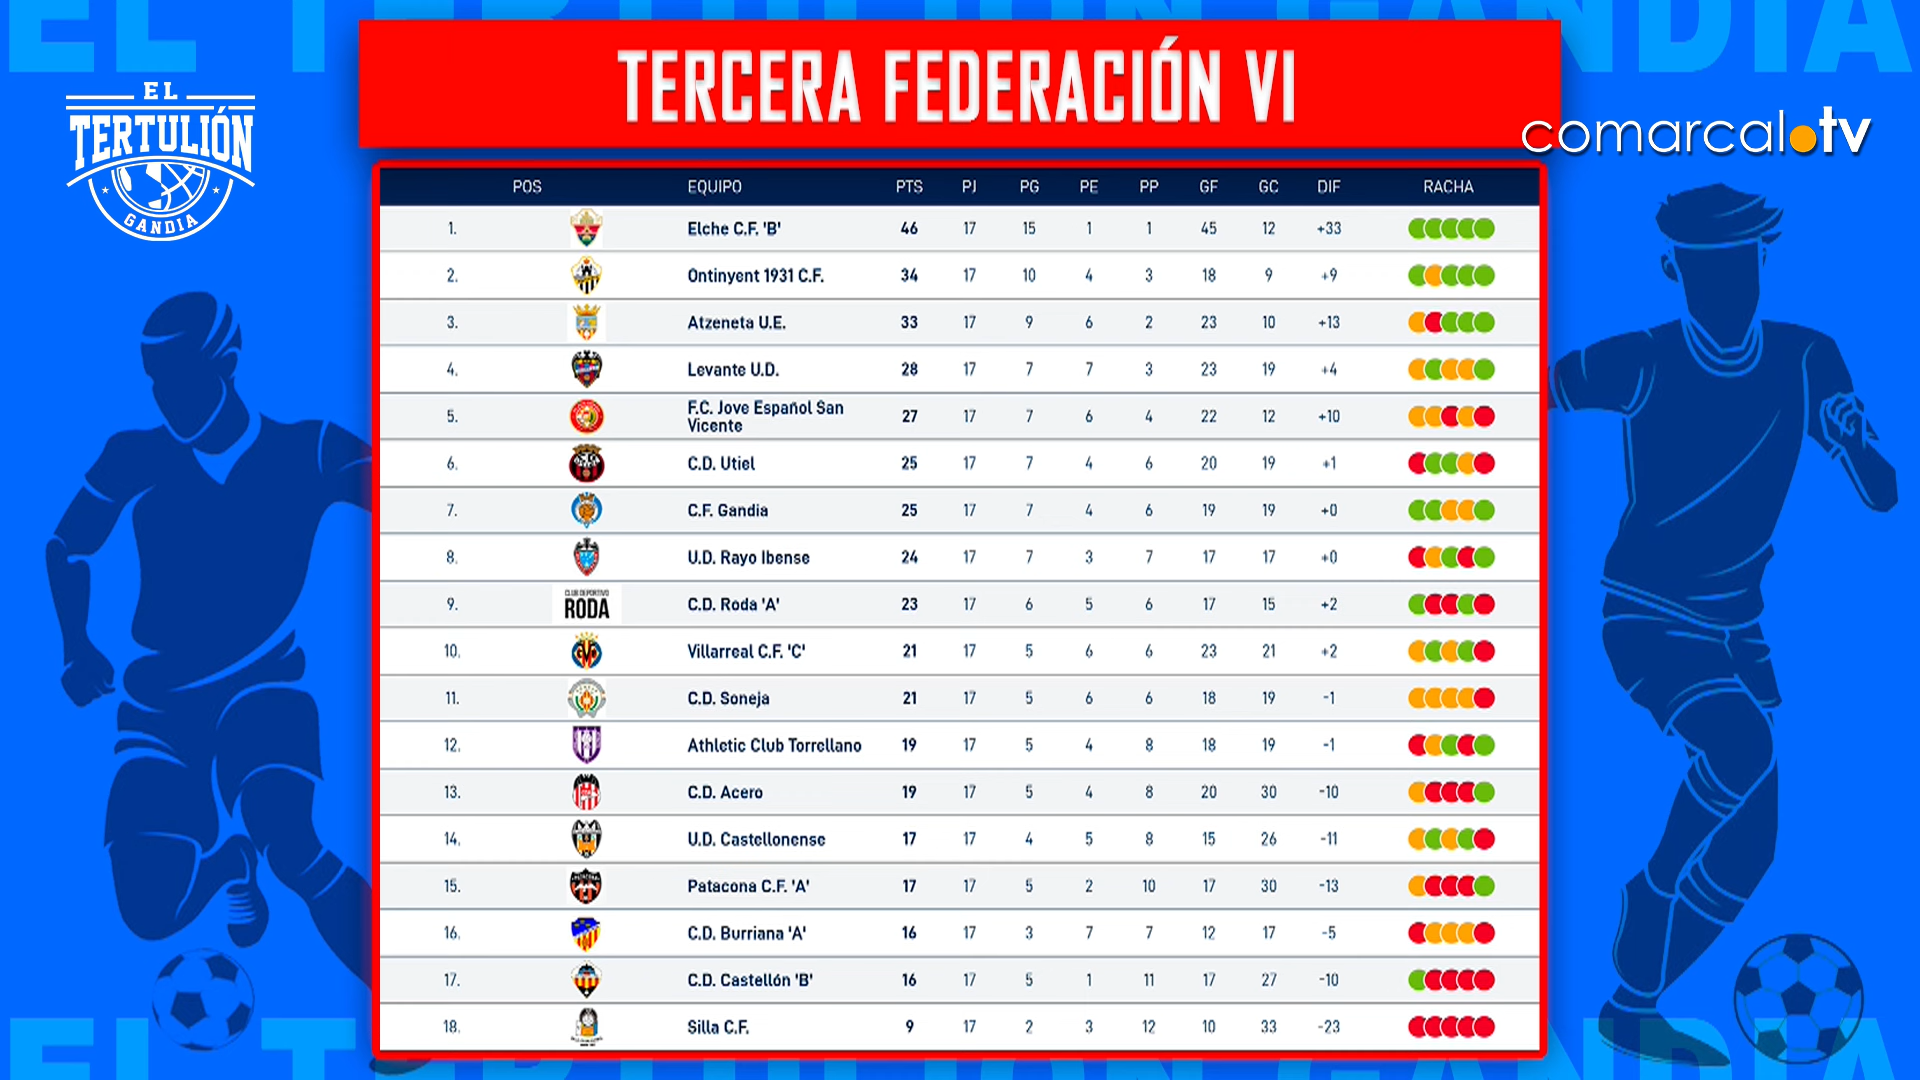 EL TERTULIÓN GANDIA
EL
TERTULIÓN
GANDIA
TERCERA FEDERACIÓN VI
comarcal.tv
POS EQUIPO PTS PJ PG PE PP GF GC DIF RACHA
1. Elche C.F. 'B' 46 17 15 1 1 45 12 +33
2. Ontinyent 1931 C.F. 34 17 10 4 3 18 9 +9
3. Atzeneta U.E. 33 17 9 6 2 23 10 +13
4. Levante U.D. 28 17 7 7 3 23 19 +4
5. F.C. Jove Español San
Vicente 27 17 7 6 4 22 12 +10
6. C.D. Utiel 25 17 7 4 6 20 19 +1
7. C.F. Gandia 25 17 7 4 6 19 19 +0
8. U.D. Rayo Ibense 24 17 7 3 7 17 17 +0
CLUB DEPORTIVO
RODA
9. C.D. Roda 'A' 23 17 6 5 6 17 15 +2
10. Villarreal C.F. 'C' 21 17 5 6 6 23 21 +2
11. C.D. Soneja 21 17 5 6 6 18 19 -1
12. Athletic Club Torrellano 19 17 5 4 8 18 19 -1
13. C.D. Acero 19 17 5 4 8 20 30 -10
14. U.D. Castellonense 17 17 4 5 8 15 26 -11
15. Patacona C.F. 'A' 17 17 5 2 10 17 30 -13
16. C.D. Burriana 'A' 16 17 3 7 7 12 17 -5
17. C.D. Castellón 'B' 16 17 5 1 11 17 27 -10
18. Silla C.F. 9 17 2 3 12 10 33 -23
EL TERTULIÓN GANDIA